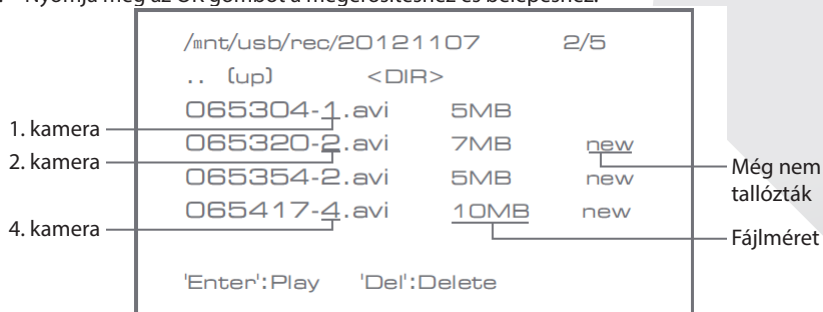 Nyomja meg az OK gombot a megerősítéshez és belépéshez.
/mnt/usb/rec/20121107 2/5
.. (up) <DIR>
065304-1.avi 5MB
1. kamera
065320-2.avi 7MB new
2. kamera
Még nem
tallózták
065354-2.avi 5MB new
065417-4.avi 10MB new
4. kamera
Fájlméret
'Enter':Play 'Del':Delete